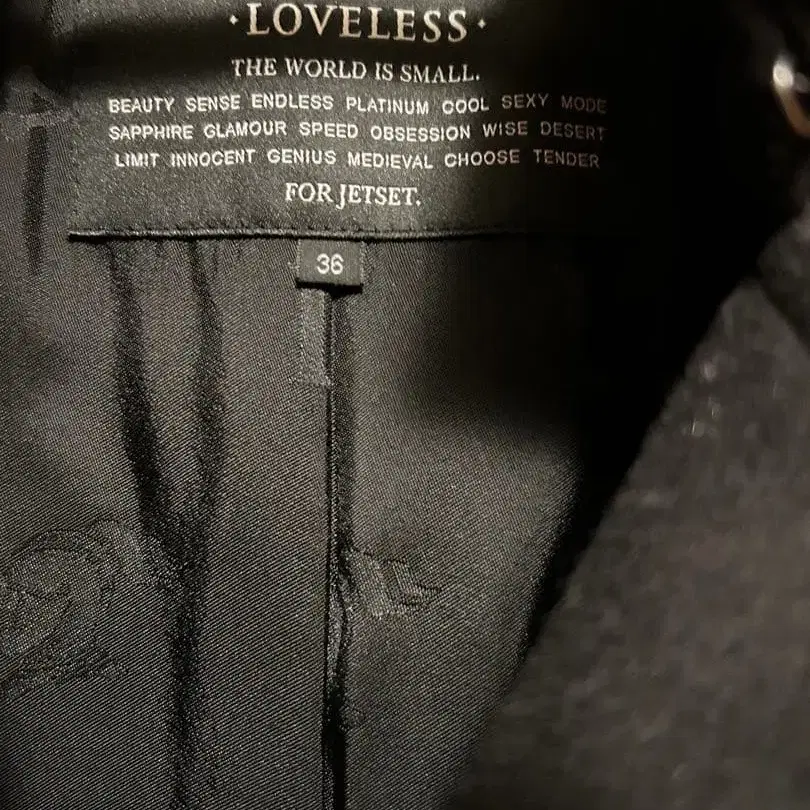 ·LOVELESS·
THE WORLD IS SMALL.
BEAUTY SENSE ENDLESS PLATINUM COOL SEXY MODE
SAPPHIRE GLAMOUR SPEED OBSESSION WISE DESERT
LIMIT INNOCENT GENIUS MEDIEVAL CHOOSE TENDER
FOR JETSET.
36